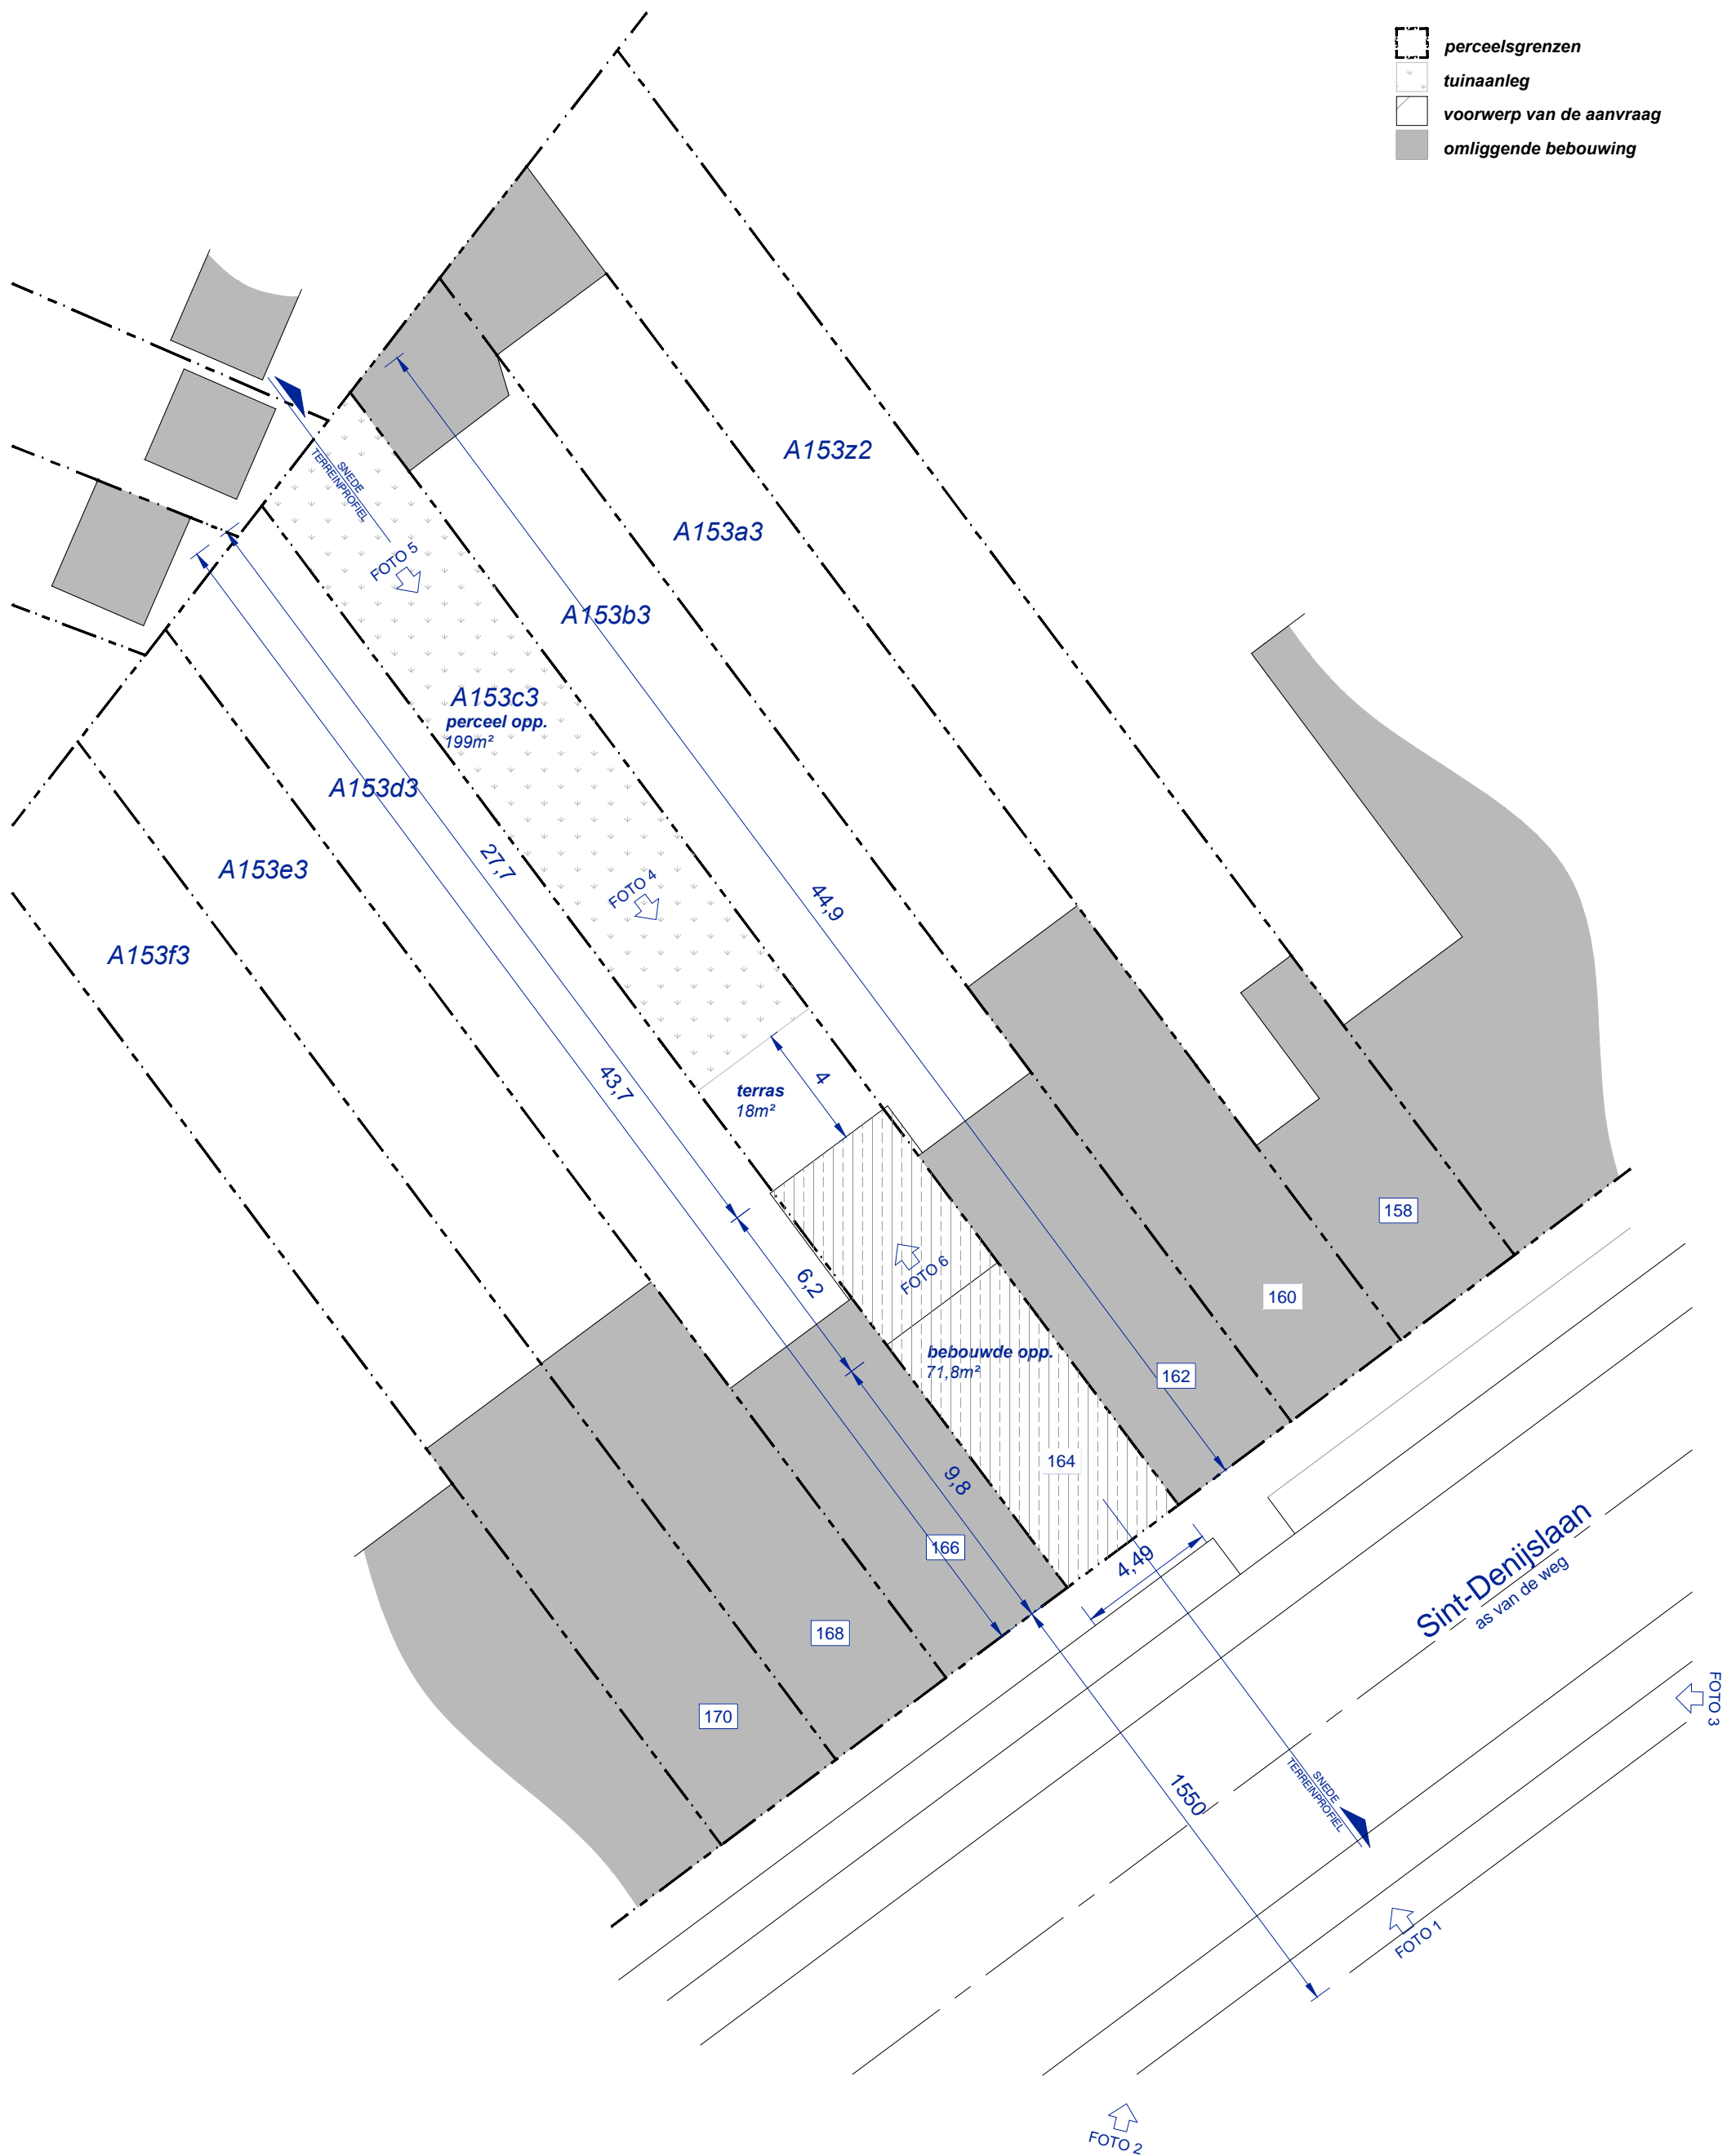 perceelsgrenzen
tuinaanleg
voorwerp van de aanvraag
omliggende bebouwing
A153z2
SNEDE
TERREINPROFIEL
A153a3
FOTO 5
A153b3
A153c3
perceel opp.
199m²
A153d3
27,7
A153e3
FOTO 4
44,9
A153f3
43,7
4
terras
18m²
158
6,2
FOTO 6
160
bebouwde opp.
71,8m²
162
164
9,8
166
4,49
Sint-Denijslaan
as van de weg
168
170
FOTO 3
1550
SNEDE
TERREINPROFIEL
FOTO 1
FOTO 2